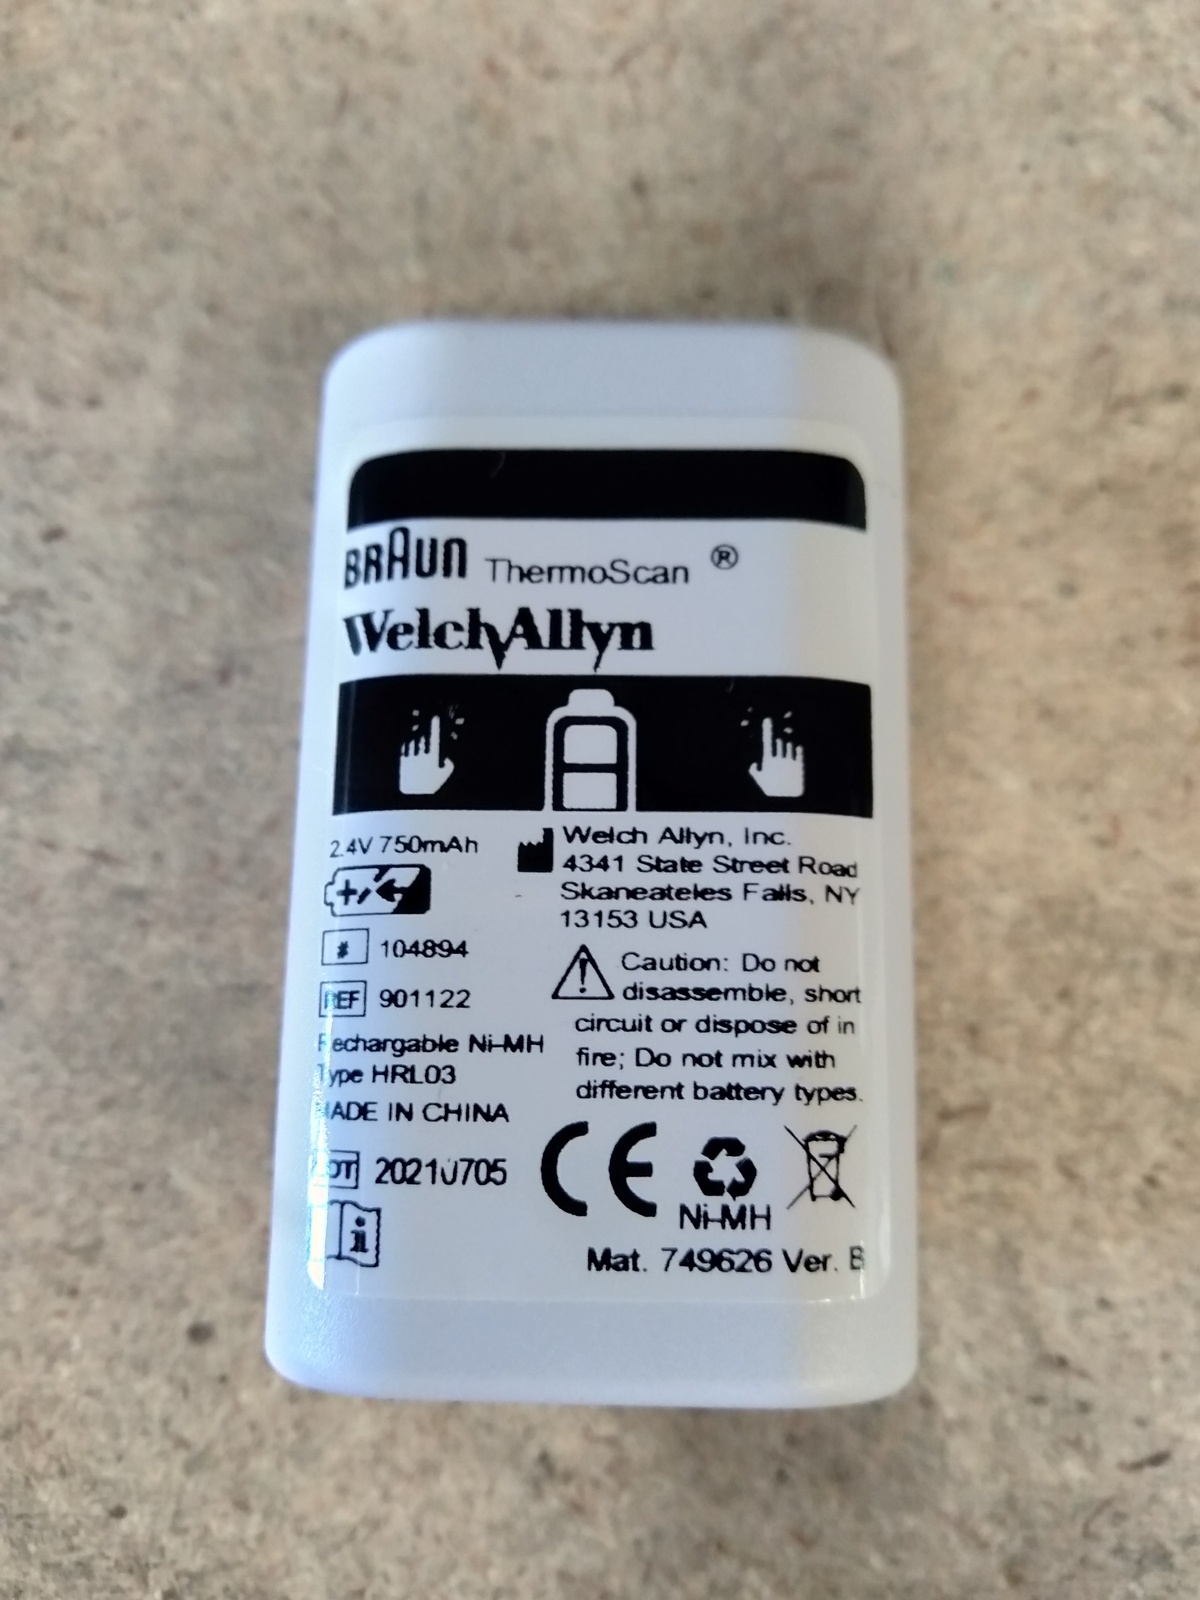 BRAUN ThermoScan ®
WelchAllyn
2.4V 750mAh
# 104894
REF 901122
Rechargable Ni-MH
Type HRL03
MADE IN CHINA
LOT 20210705
i
Welch Allyn, Inc.
4341 State Street Road
Skaneateles Falls, NY
13153 USA
Caution: Do not
disassemble, short
circuit or dispose of in
fire; Do not mix with
different battery types.
CE
Ni-MH
Mat. 749626 Ver. B